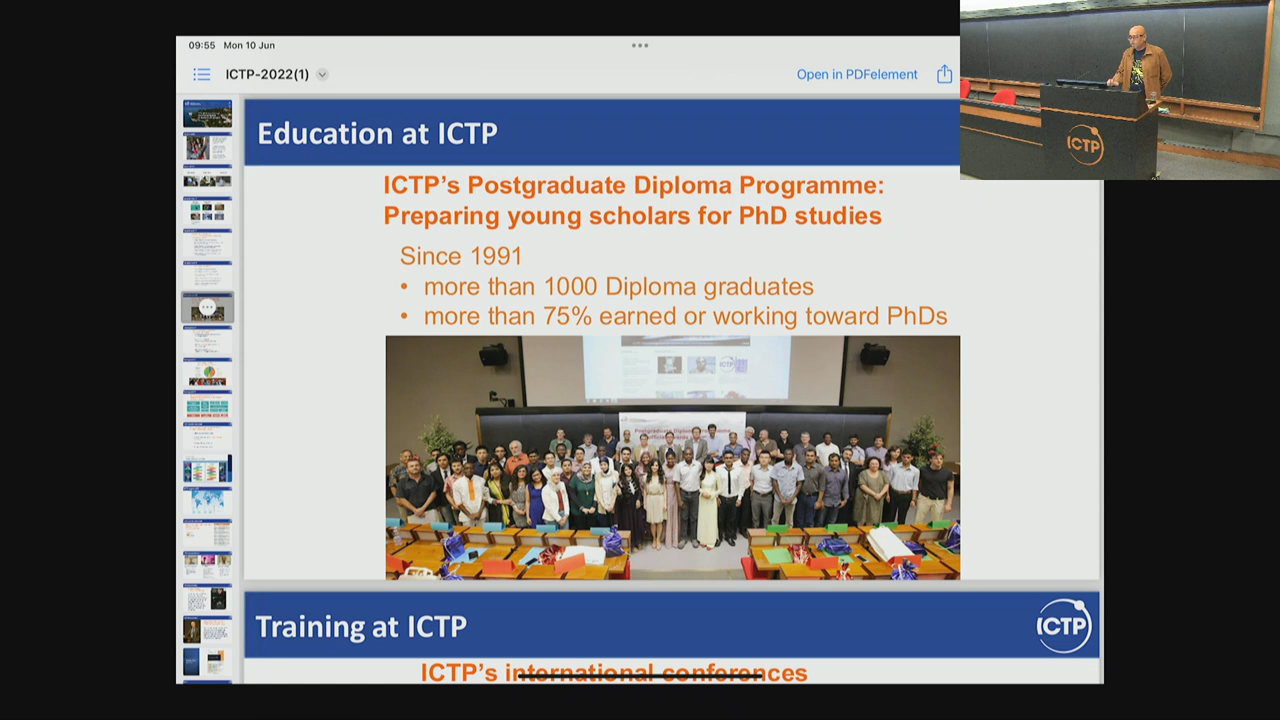 09:55 Mon 10 Jun
ICTP-2022(1)
Open in PDFelement
ICTP
Education at ICTP
ICTP's Postgraduate Diploma Programme:
Preparing young scholars for PhD studies
Since 1991
• more than 1000 Diploma graduates
• more than 75% earned or working toward PhDs
Training at ICTP
ICTP
ICTP's international conferences